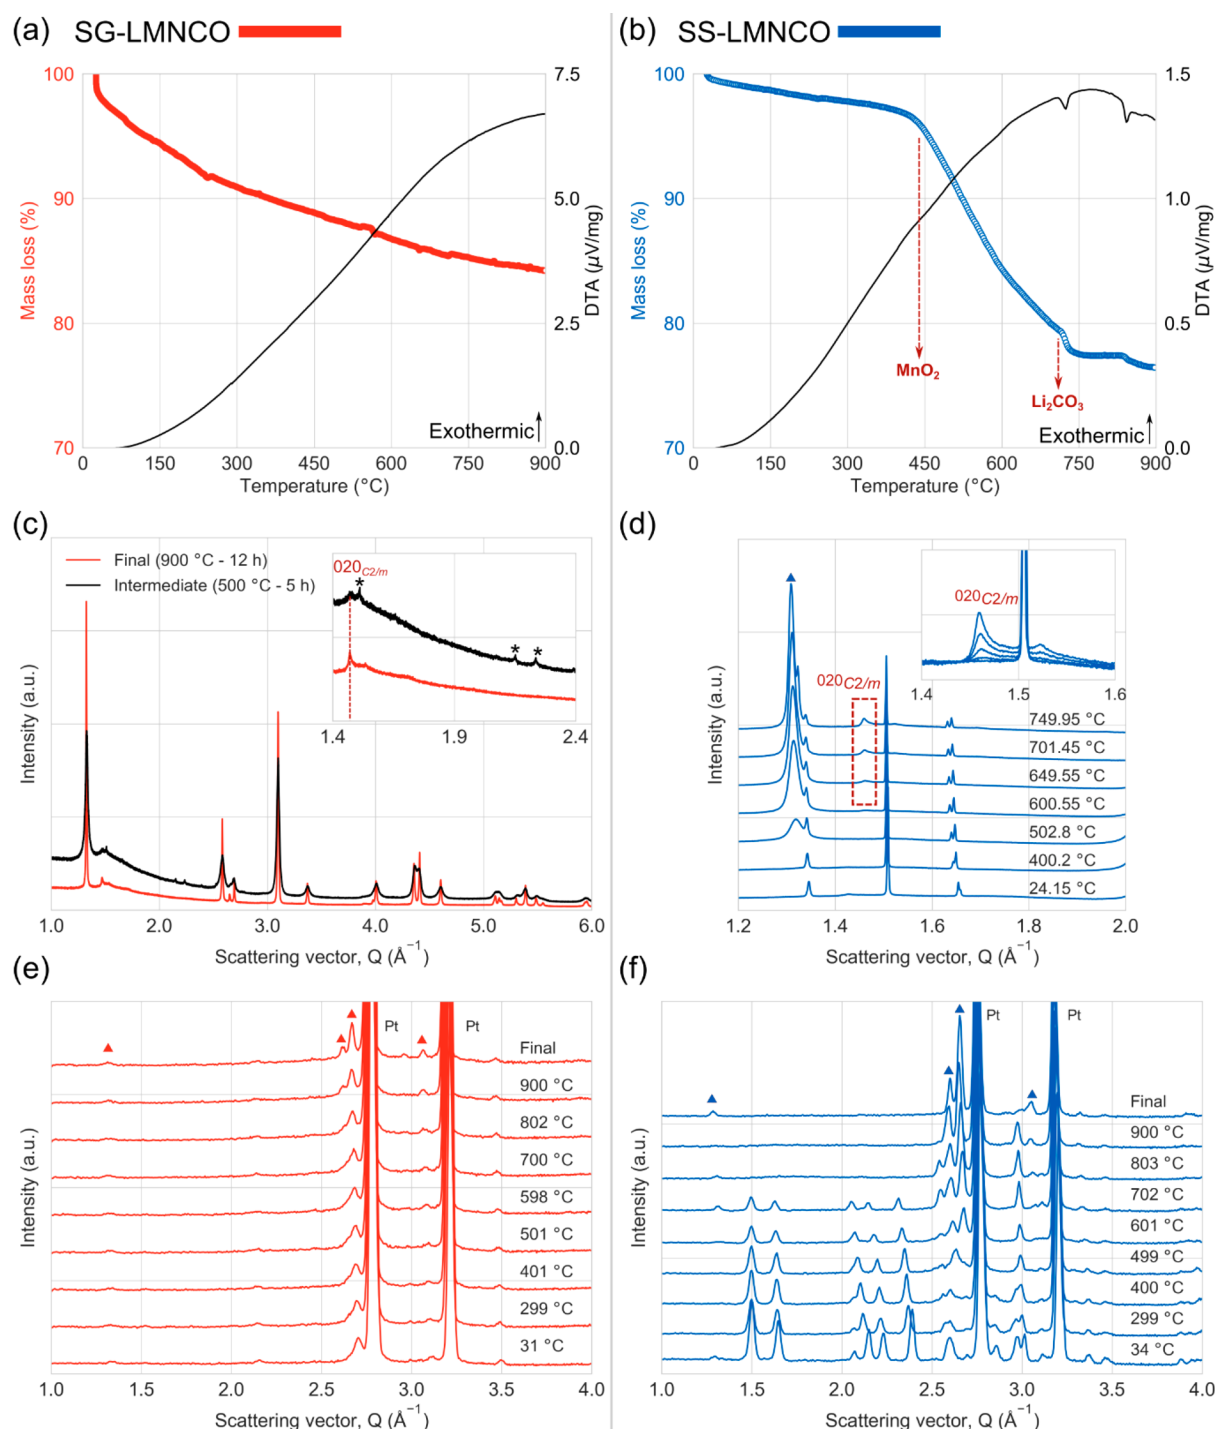 (a) SG-LMNCO
100
90
80
70
Mass loss (%)
7.5
5.0
2.5
0.0
DTA (μV/mg)
Exothermic
0 150 300 450 600 750 900
Temperature (°C)
(b) SS-LMNCO
100
90
80
70
Mass loss (%)
1.5
1.0
0.5
0.0
DTA (μV/mg)
MnO₂
Li₂CO₃
Exothermic
0 150 300 450 600 750 900
Temperature (°C)
(c)
Final (900 °C - 12 h)
Intermediate (500 °C - 5 h)
020C2/m
*
* *
1.4 1.9 2.4
Intensity (a.u.)
1.0 2.0 3.0 4.0 5.0 6.0
Scattering vector, Q (Å⁻¹)
(d)
020C2/m
1.4 1.5 1.6
020C2/m
749.95 °C
701.45 °C
649.55 °C
600.55 °C
502.8 °C
400.2 °C
24.15 °C
Intensity (a.u.)
1.2 1.4 1.6 1.8 2.0
Scattering vector, Q (Å⁻¹)
(e)
Pt Pt
Final
900 °C
802 °C
700 °C
598 °C
501 °C
401 °C
299 °C
31 °C
Intensity (a.u.)
1.0 1.5 2.0 2.5 3.0 3.5 4.0
Scattering vector, Q (Å⁻¹)
(f)
Pt Pt
Final
900 °C
803 °C
702 °C
601 °C
499 °C
400 °C
299 °C
34 °C
Intensity (a.u.)
1.0 1.5 2.0 2.5 3.0 3.5 4.0
Scattering vector, Q (Å⁻¹)